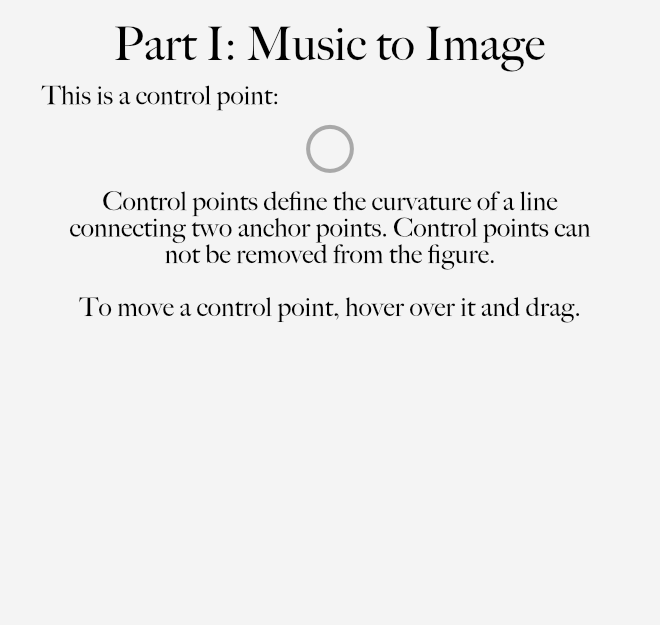 Part I: Music to Image
This is a control point:
Control points define the curvature of a line
connecting two anchor points. Control points can
not be removed from the figure.
To move a control point, hover over it and drag.